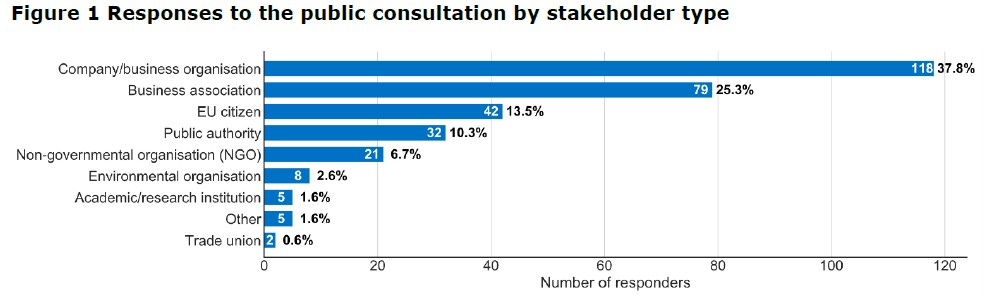 Figure 1 Responses to the public consultation by stakeholder type
Company/business organisation 118 37.8%
Business association 79 25.3%
EU citizen 42 13.5%
Public authority 32 10.3%
Non-governmental organisation (NGO) 21 6.7%
Environmental organisation 8 2.6%
Academic/research institution 5 1.6%
Other 5 1.6%
Trade union 2 0.6%
0 20 40 60 80 100 120
Number of responders